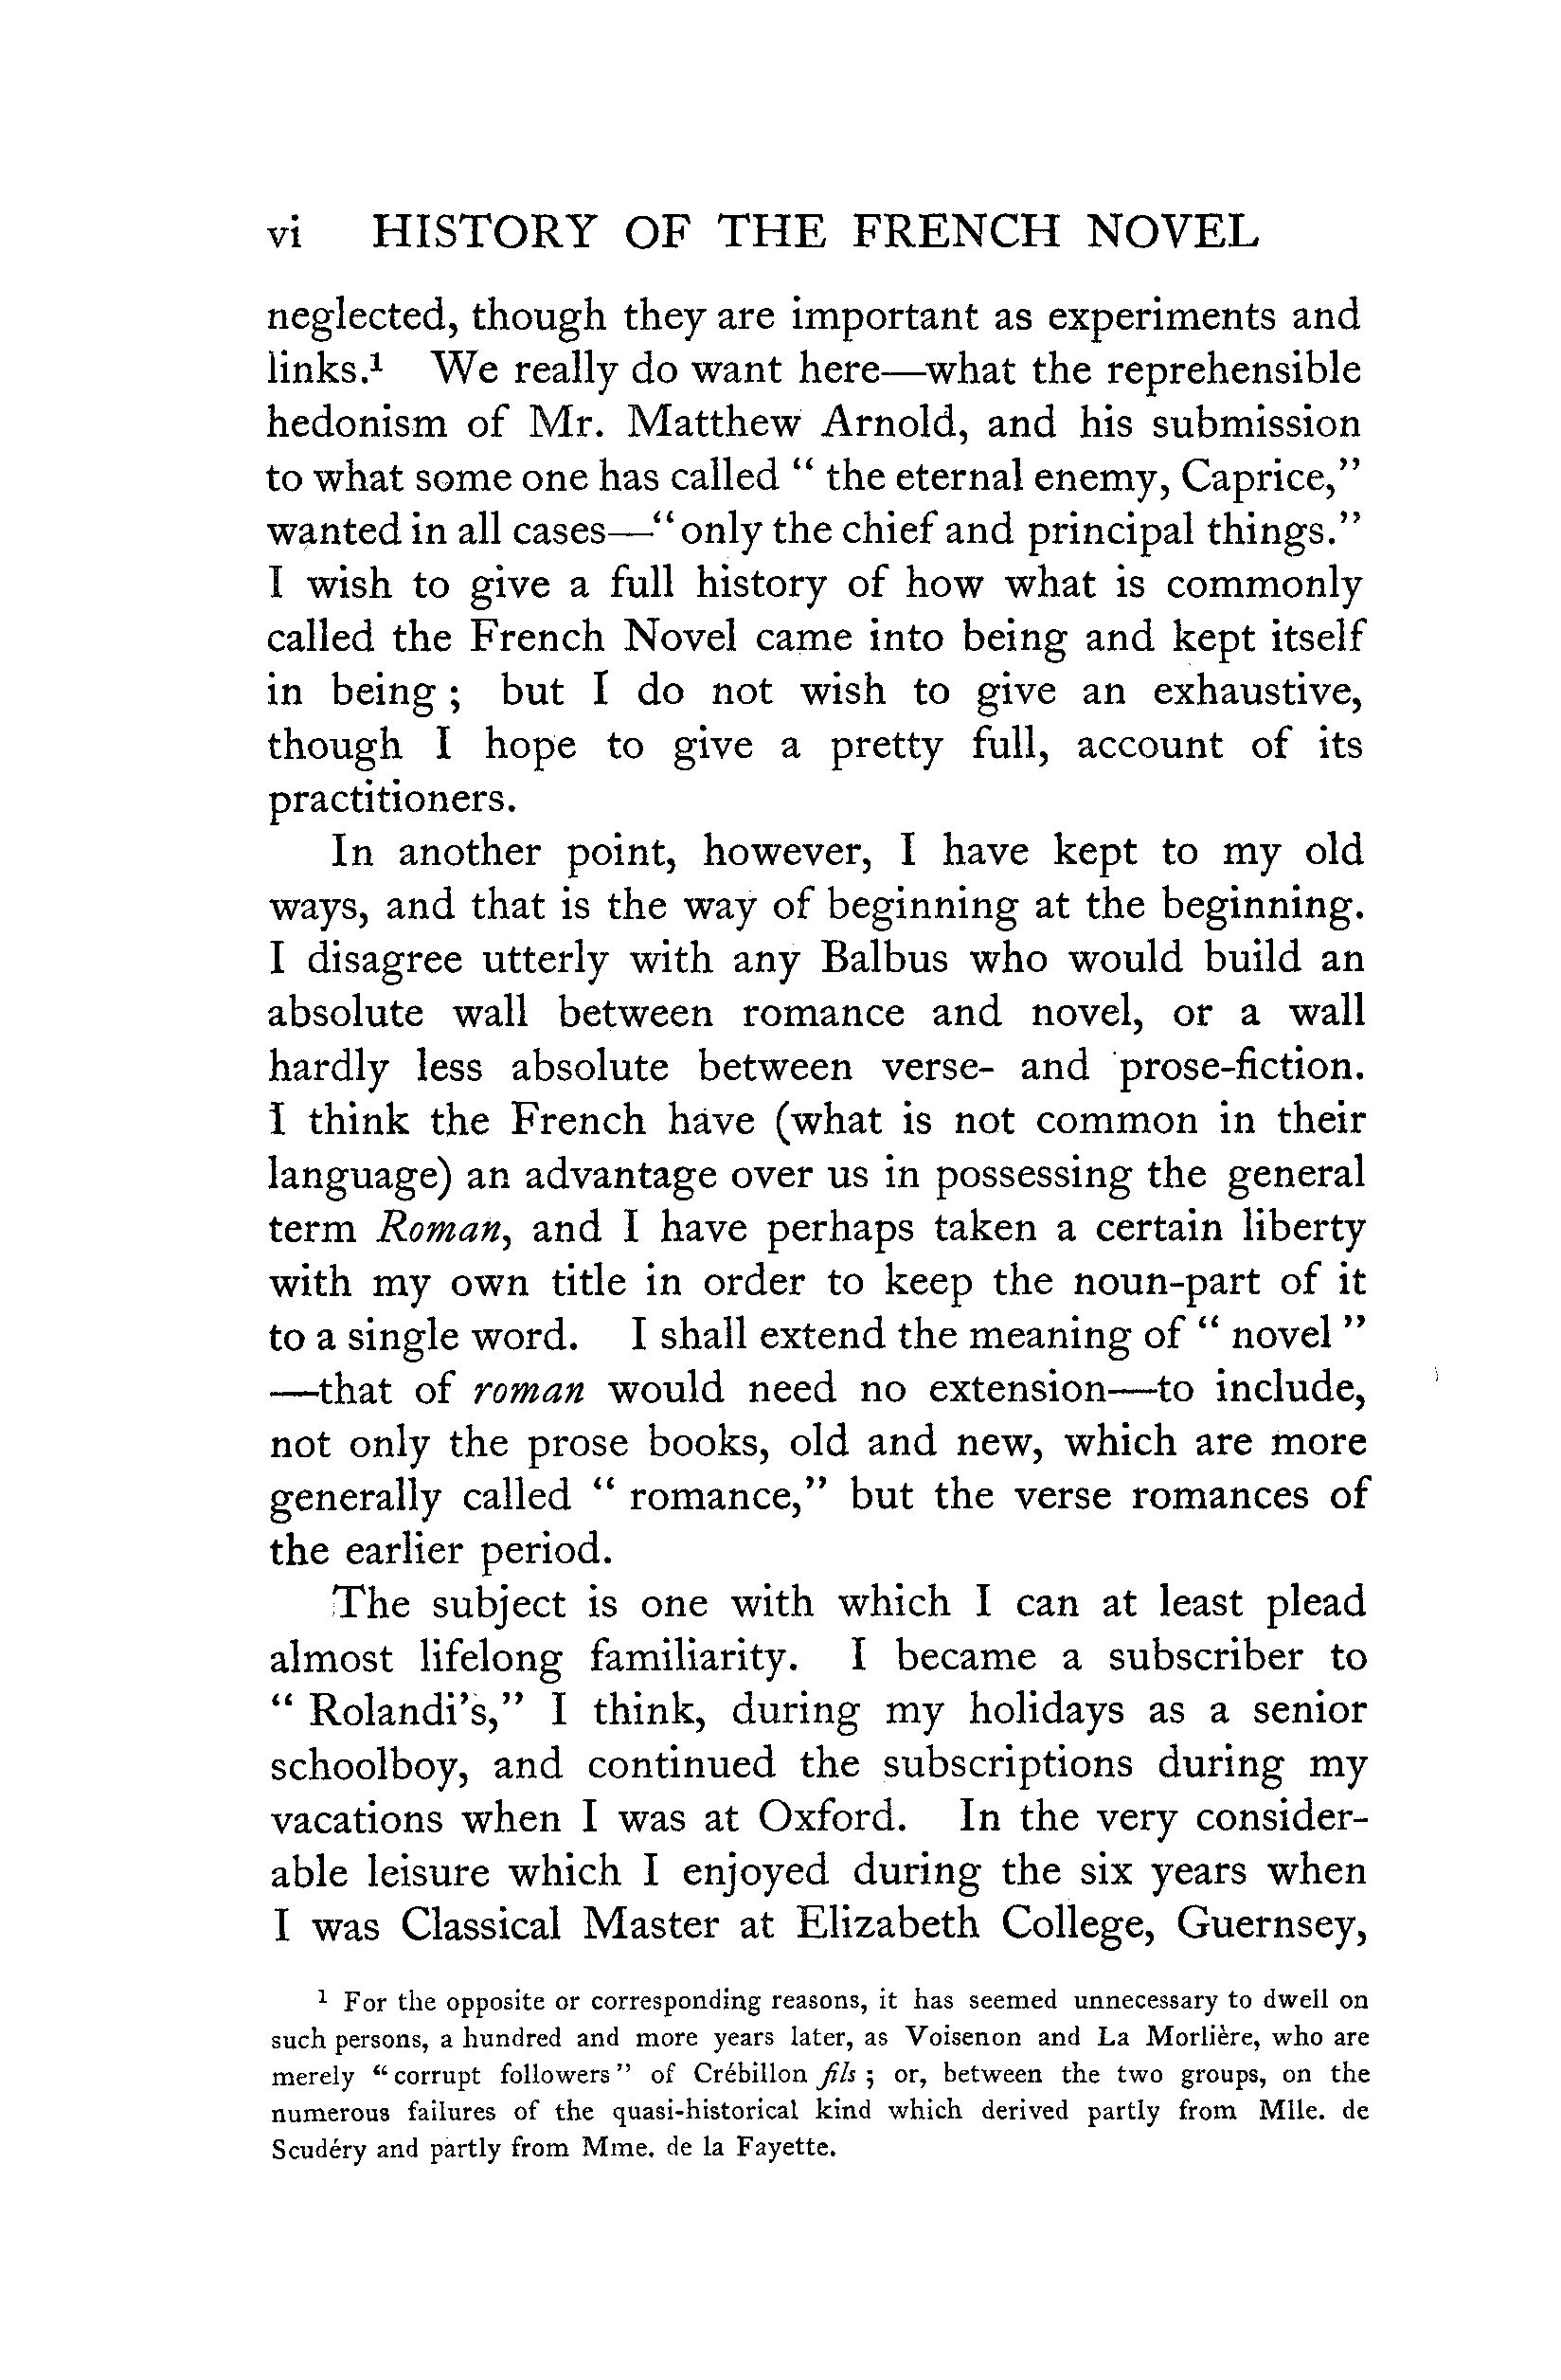 vi HISTORY OF THE FRENCH NOVEL
neglected, though they are important as experiments and
links.¹ We really do want here—what the reprehensible
hedonism of Mr. Matthew Arnold, and his submission
to what some one has called “ the eternal enemy, Caprice,”
wanted in all cases—“only the chief and principal things.”
I wish to give a full history of how what is commonly
called the French Novel came into being and kept itself
in being ; but I do not wish to give an exhaustive,
though I hope to give a pretty full, account of its
practitioners.
In another point, however, I have kept to my old
ways, and that is the way of beginning at the beginning.
I disagree utterly with any Balbus who would build an
absolute wall between romance and novel, or a wall
hardly less absolute between verse- and prose-fiction.
I think the French have (what is not common in their
language) an advantage over us in possessing the general
term Roman, and I have perhaps taken a certain liberty
with my own title in order to keep the noun-part of it
to a single word. I shall extend the meaning of “ novel ”
—that of roman would need no extension—to include,
not only the prose books, old and new, which are more
generally called “ romance,” but the verse romances of
the earlier period.
The subject is one with which I can at least plead
almost lifelong familiarity. I became a subscriber to
“ Rolandi’s,” I think, during my holidays as a senior
schoolboy, and continued the subscriptions during my
vacations when I was at Oxford. In the very consider-
able leisure which I enjoyed during the six years when
I was Classical Master at Elizabeth College, Guernsey,
¹ For the opposite or corresponding reasons, it has seemed unnecessary to dwell on
such persons, a hundred and more years later, as Voisenon and La Morlière, who are
merely “corrupt followers” of Crébillon fils ; or, between the two groups, on the
numerous failures of the quasi-historical kind which derived partly from Mlle. de
Scudéry and partly from Mme. de la Fayette.